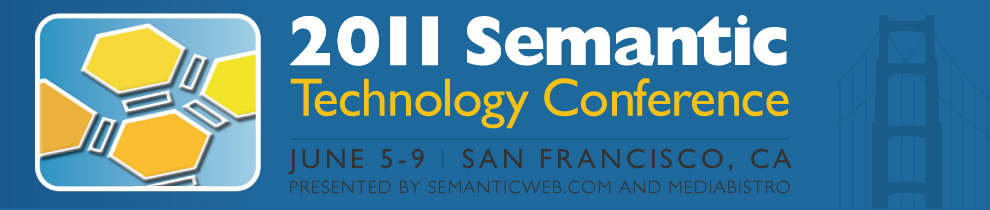 2011 Semantic
Technology Conference
JUNE 5-9 | SAN FRANCISCO, CA
PRESENTED BY SEMANTICWEB.COM AND MEDIABISTRO